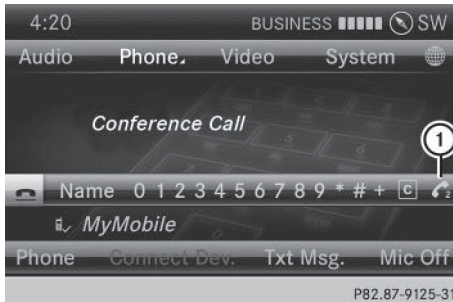 4:20 BUSINESS SW
Audio Phone Video System
Conference Call
1
Name 0 1 2 3 4 5 6 7 8 9 * # + C 2
MyMobile
Phone Connect Dev. Txt Msg. Mic Off
P82.87-9125-31